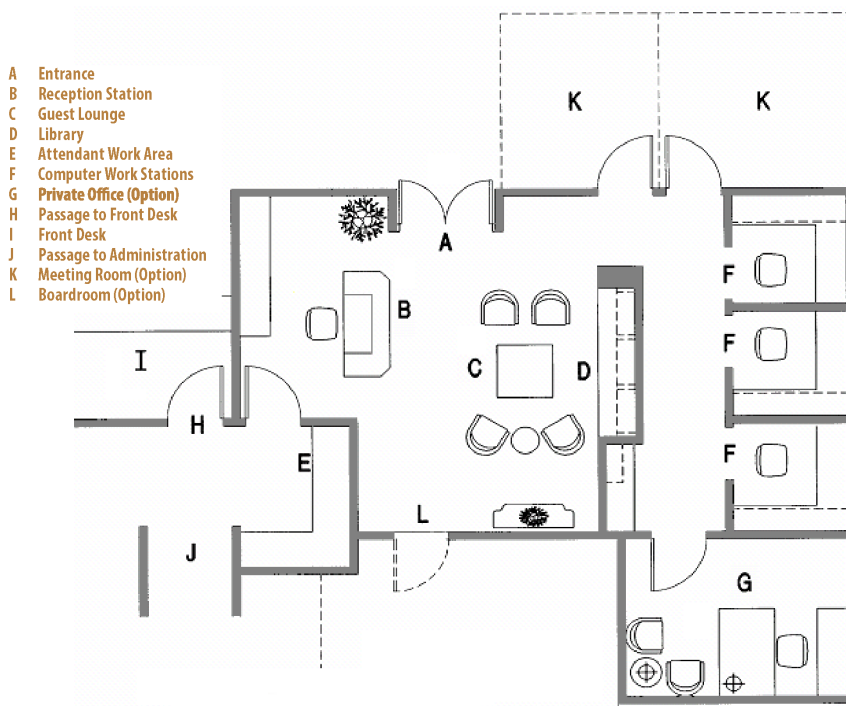 A Entrance
B Reception Station
C Guest Lounge
D Library
E Attendant Work Area
F Computer Work Stations
G Private Office (Option)
H Passage to Front Desk
I Front Desk
J Passage to Administration
K Meeting Room (Option)
L Boardroom (Option)
K K
A
F
B
F
I
C D
H
E
F
L
J
G